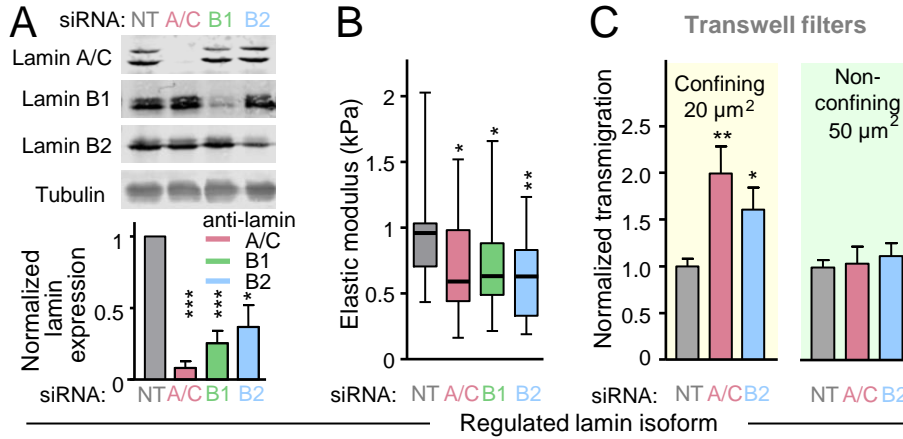 A
siRNA: NT A/C B1 B2
Lamin A/C
Lamin B1
Lamin B2
Tubulin
anti-lamin
A/C
B1
B2
Normalized
lamin
expression
1
0.5
0
***
***
*
siRNA: NT A/C B1 B2
B
Elastic modulus (kPa)
2
1.5
1
0.5
0
*
*
**
siRNA: NT A/C B1 B2
C
Transwell filters
Normalized transmigration
2.5
2.0
1.5
1.0
0.0
Confining
20 µm2
**
*
Non-
confining
50 µm2
siRNA: NT A/C B2
NT A/C B2
Regulated lamin isoform